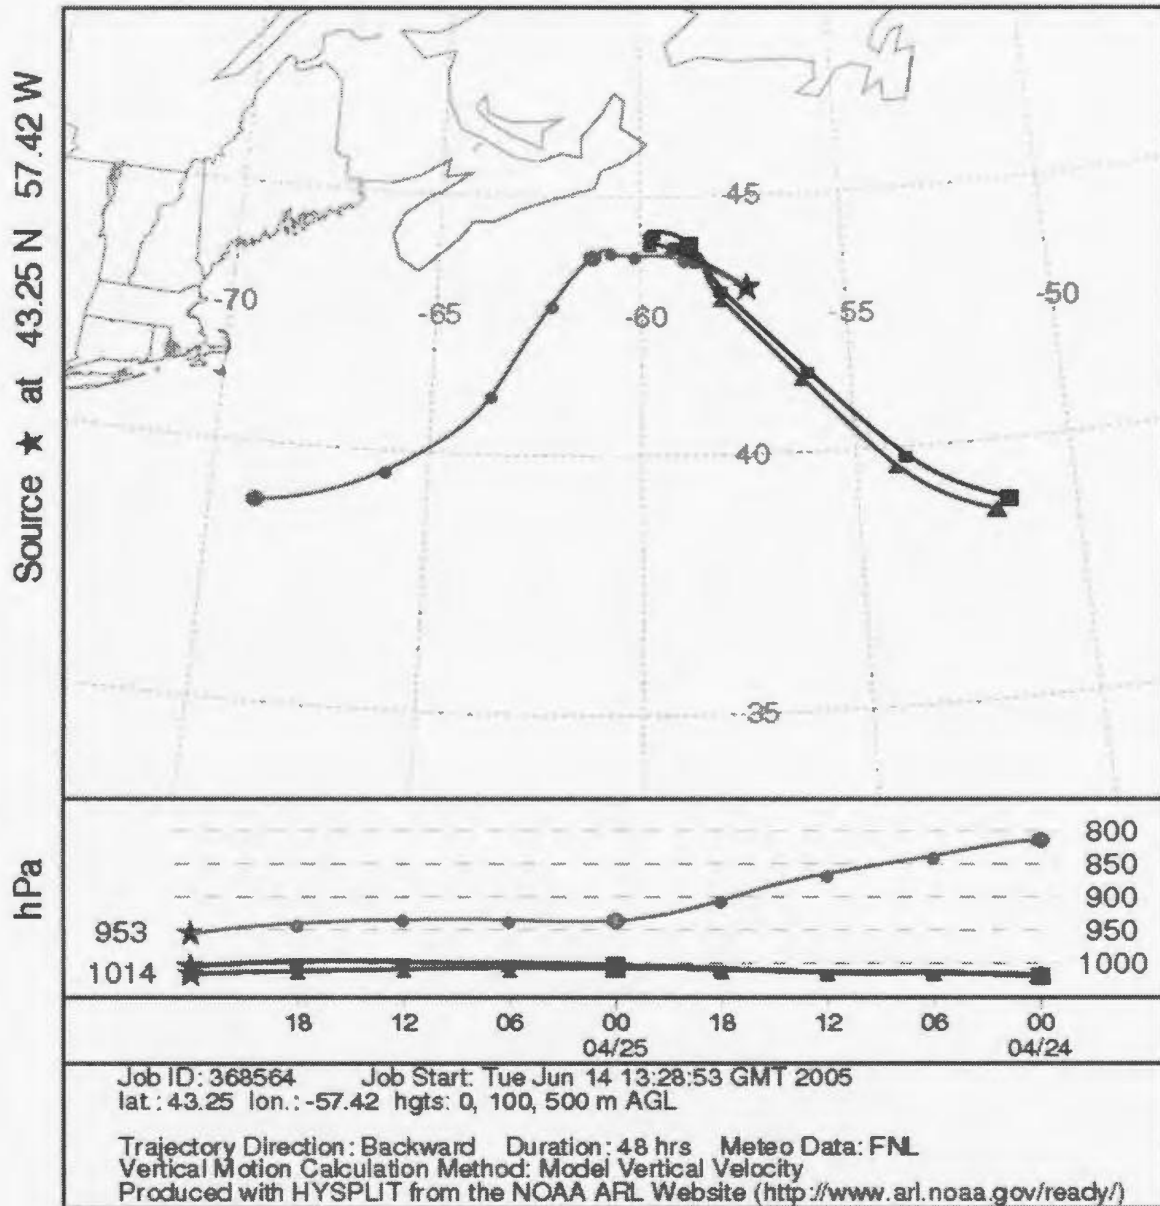 Source ★ at 43.25 N 57.42 W
45
-70
-65
-60
-55
-50
40
35
hPa
800
850
900
950
1000
953
1014
18 12 06 00 18 12 06 00
04/25 04/24
Job ID: 368564 Job Start: Tue Jun 14 13:28:53 GMT 2005
lat.: 43.25 lon.: -57.42 hgts: 0, 100, 500 m AGL
Trajectory Direction: Backward Duration: 48 hrs Meteo Data: FNL
Vertical Motion Calculation Method: Model Vertical Velocity
Produced with HYSPLIT from the NOAA ARL Website (http://www.arl.noaa.gov/ready/)